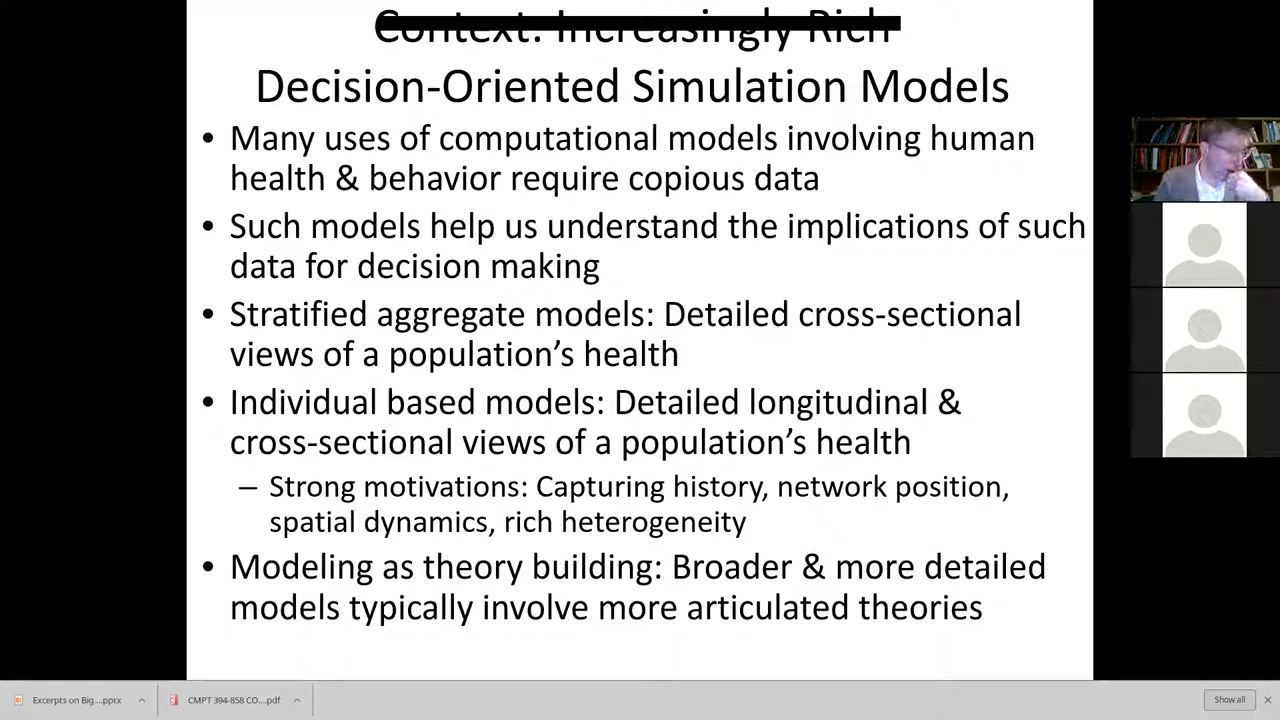 Context: Increasingly Rich
Decision-Oriented Simulation Models
• Many uses of computational models involving human
health & behavior require copious data
• Such models help us understand the implications of such
data for decision making
• Stratified aggregate models: Detailed cross-sectional
views of a population’s health
• Individual based models: Detailed longitudinal &
cross-sectional views of a population’s health
– Strong motivations: Capturing history, network position,
spatial dynamics, rich heterogeneity
• Modeling as theory building: Broader & more detailed
models typically involve more articulated theories
Excerpts on Big....pptx
CMPT 394-858 CO....pdf
Show all